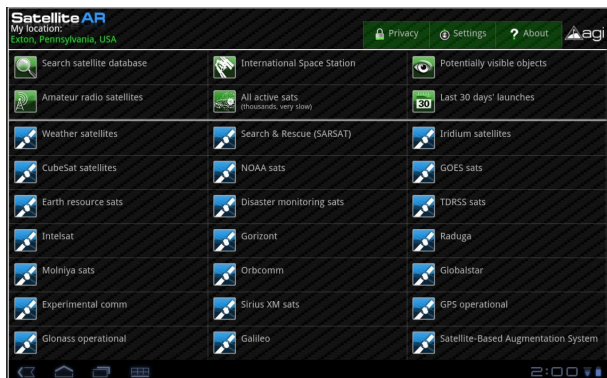 Satellite AR
My location:
Exton, Pennsylvania, USA
Privacy
Settings
? About
agi
Search satellite database
International Space Station
Potentially visible objects
Amateur radio satellites
All active sats
(thousands, very slow)
30
Last 30 days' launches
Weather satellites
Search & Rescue (SARSAT)
Iridium satellites
CubeSat satellites
NOAA sats
GOES sats
Earth resource sats
Disaster monitoring sats
TDRSS sats
Intelsat
Gorizont
Raduga
Molniya sats
Orbcomm
Globalstar
Experimental comm
Sirius XM sats
GPS operational
Glonass operational
Galileo
Satellite-Based Augmentation System
2:00